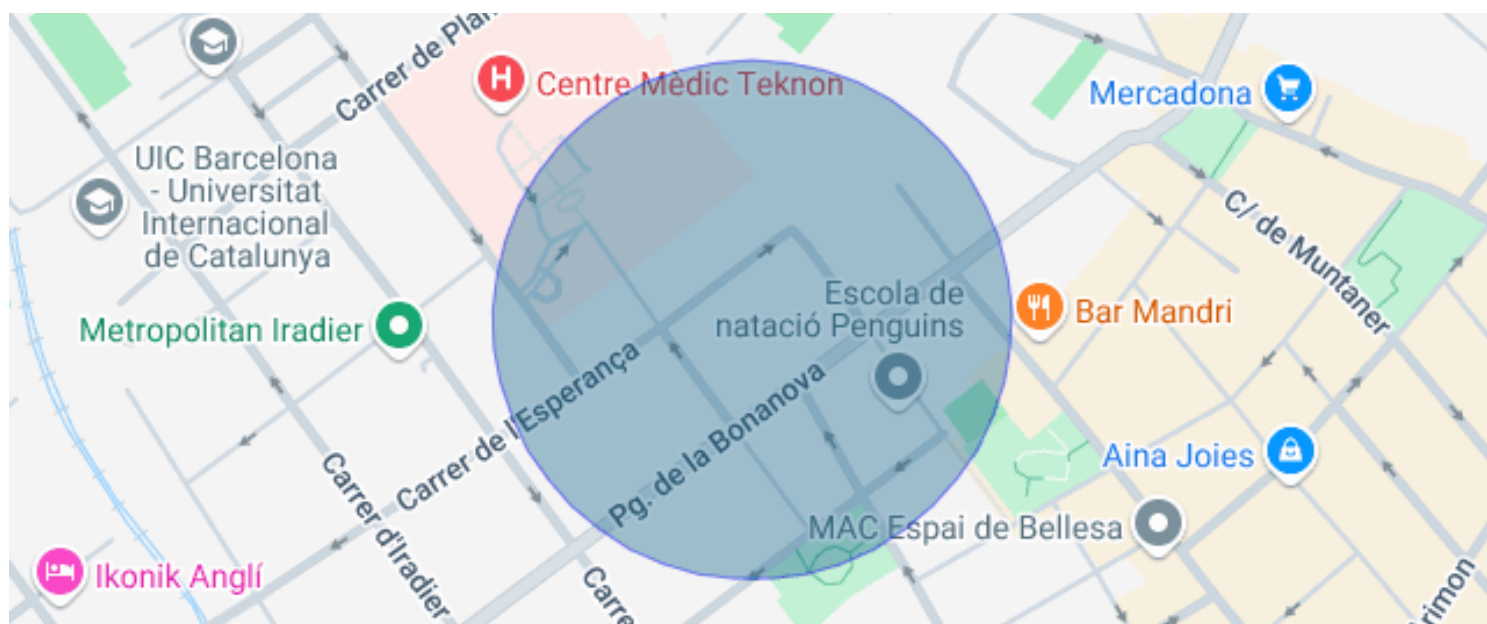 Carrer de Plan
Centre Mèdic Teknon
Mercadona
UIC Barcelona
- Universitat
Internacional
de Catalunya
C/ de Muntaner
Metropolitan Iradier
Escola de
natació Penguins
Bar Mandri
Carrer de l'Esperança
Pg. de la Bonanova
Aina Joies
Carrer d'Iradier
MAC Espai de Bellesa
Ikonik Anglí
Carre
rimon